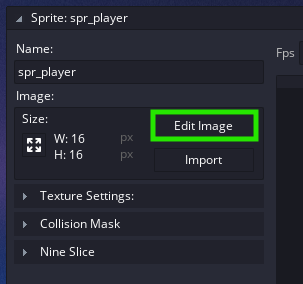 Sprite: spr_player
Name:
Fps
spr_player
Image:
Size:
W: 16 px
H: 16 px
Edit Image
Import
Texture Settings:
Collision Mask
Nine Slice